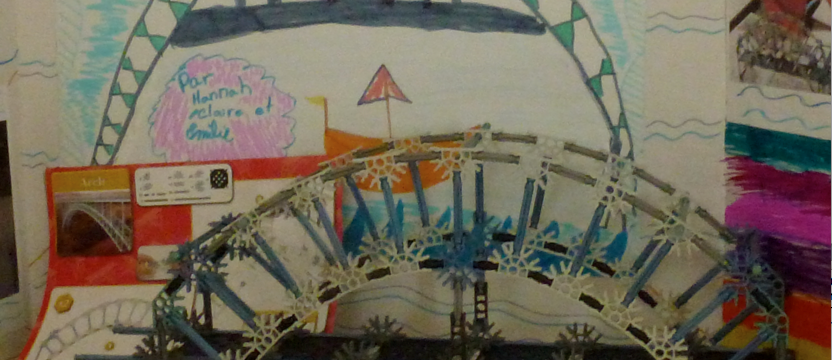 Par
Hannah
Claire et
Emilie
Arch